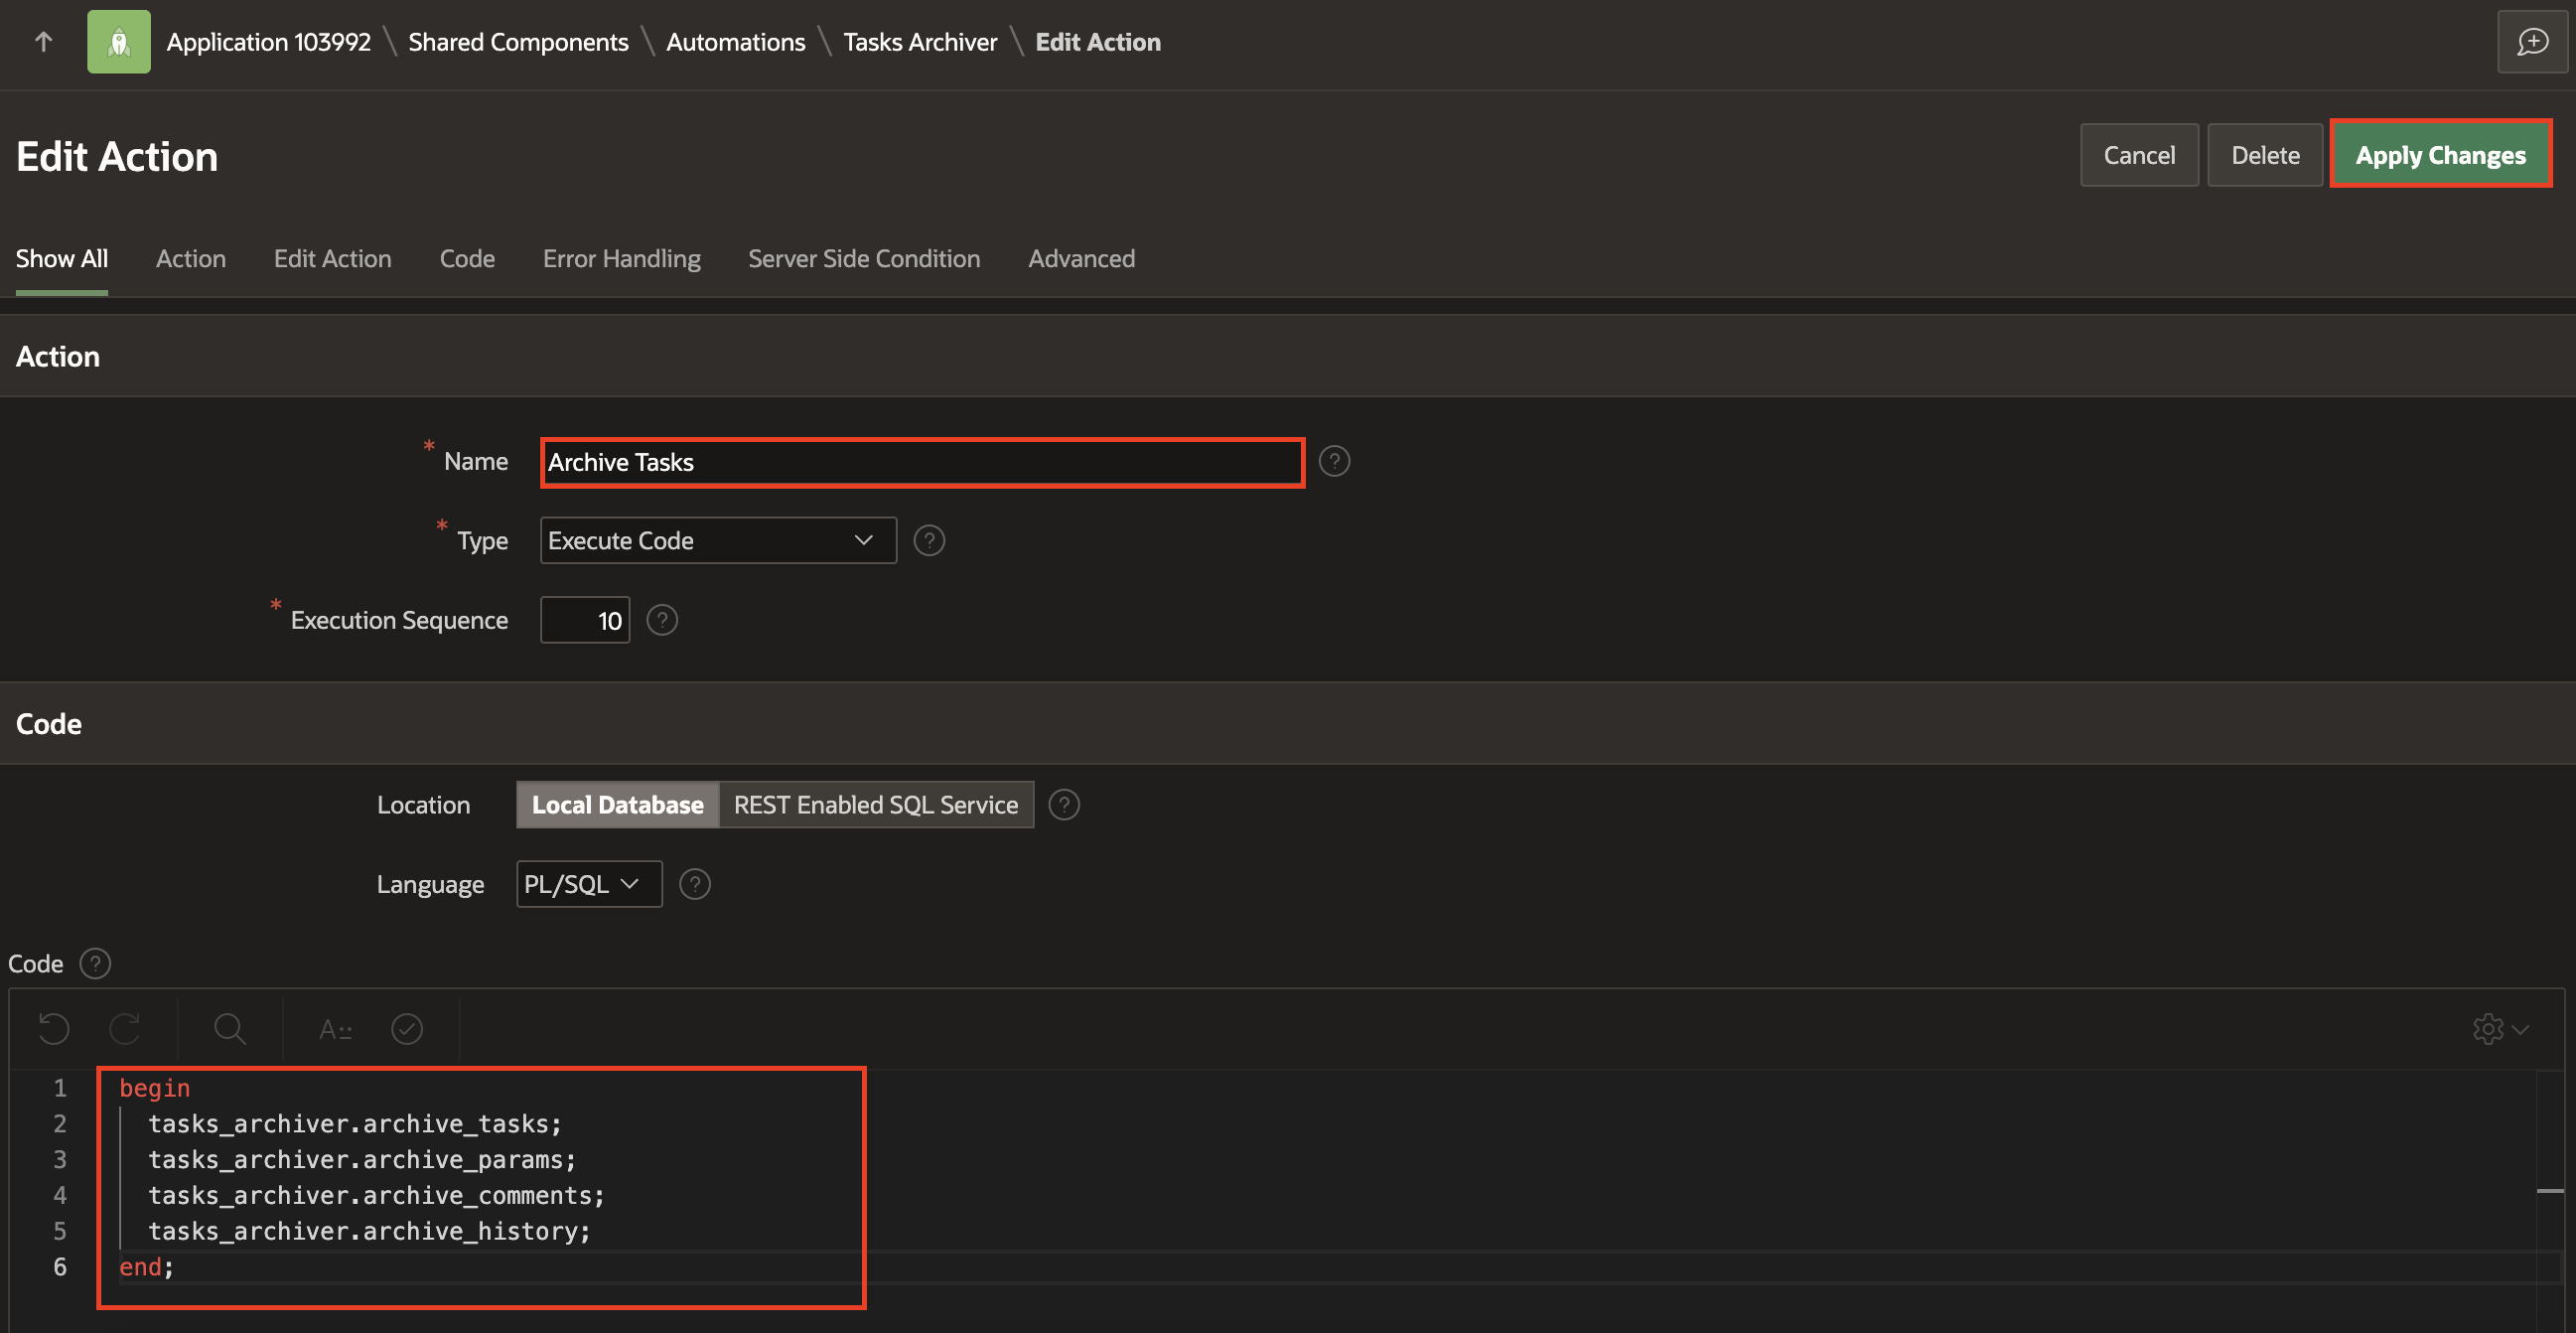 Application 103992 \ Shared Components \ Automations \ Tasks Archiver \ Edit Action
Edit Action
Cancel Delete Apply Changes
Show All Action Edit Action Code Error Handling Server Side Condition Advanced
Action
* Name Archive Tasks ?
* Type Execute Code ?
* Execution Sequence 10 ?
Code
Location Local Database REST Enabled SQL Service ?
Language PL/SQL ?
Code ?
1 begin
2 tasks_archiver.archive_tasks;
3 tasks_archiver.archive_params;
4 tasks_archiver.archive_comments;
5 tasks_archiver.archive_history;
6 end;